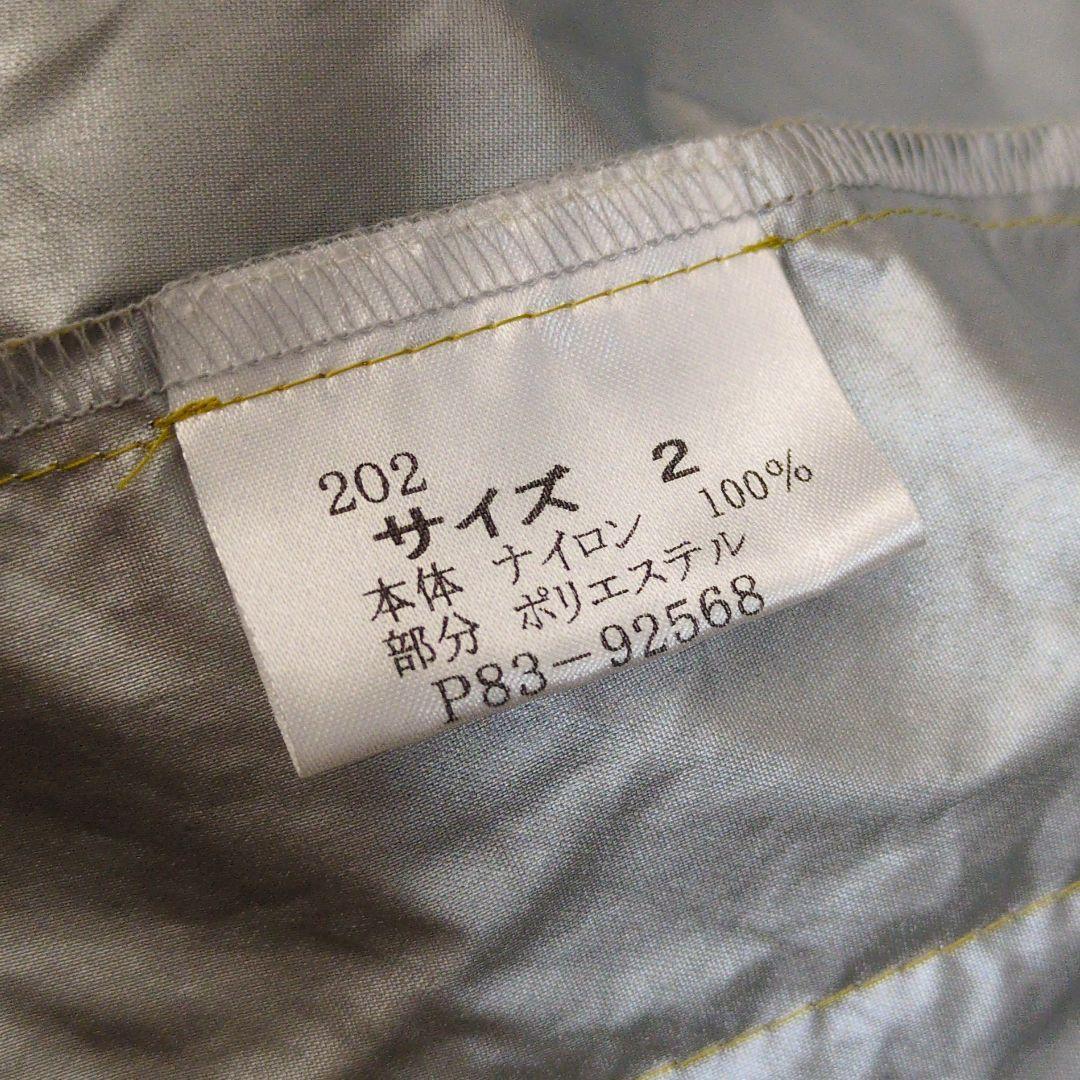 202
サイズ 2
本体 ナイロン 100%
部分 ポリエステル
P83-92568